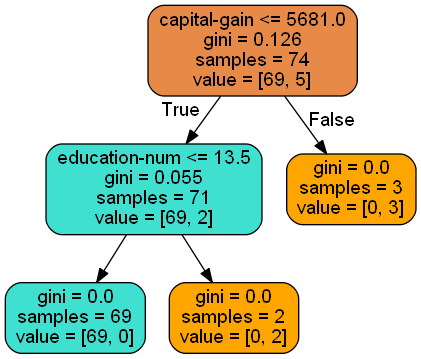 capital-gain <= 5681.0
gini = 0.126
samples = 74
value = [69, 5]
True
False
education-num <= 13.5
gini = 0.055
samples = 71
value = [69, 2]
gini = 0.0
samples = 3
value = [0, 3]
gini = 0.0
samples = 69
value = [69, 0]
gini = 0.0
samples = 2
value = [0, 2]